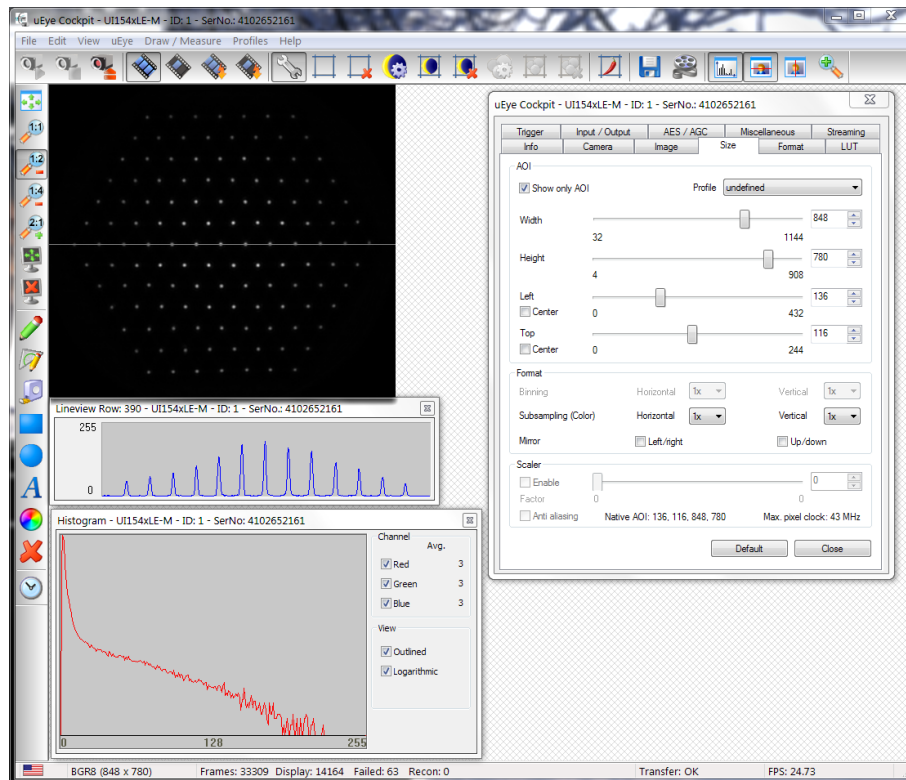 uEye Cockpit - UI154xLE-M - ID: 1 - SerNo.: 4102652161
File Edit View uEye Draw / Measure Profiles Help
1:1
1:2
1:4
2:1
A
Lineview Row: 390 - UI154xLE-M - ID: 1 - SerNo.: 4102652161
255
0
Histogram - UI154xLE-M - ID: 1 - SerNo: 4102652161
Channel
Avg.
Red 3
Green 3
Blue 3
View
Outlined
Logarithmic
0 128 255
uEye Cockpit - UI154xLE-M - ID: 1 - SerNo.: 4102652161
Trigger Input / Output AES / AGC Miscellaneous Streaming
Info Camera Image Size Format LUT
AOI
Show only AOI Profile undefined
Width 848
32 1144
Height 780
4 908
Left 136
Center 0 432
Top 116
Center 0 244
Format
Binning Horizontal 1x Vertical 1x
Subsampling (Color) Horizontal 1x Vertical 1x
Mirror Left/right Up/down
Scaler
Enable 0
Factor 0 0
Anti aliasing Native AOI: 136, 116, 848, 780 Max. pixel clock: 43 MHz
Default Close
BGR8 (848 x 780) Frames: 33309 Display: 14164 Failed: 63 Recon: 0 Transfer: OK FPS: 24.73